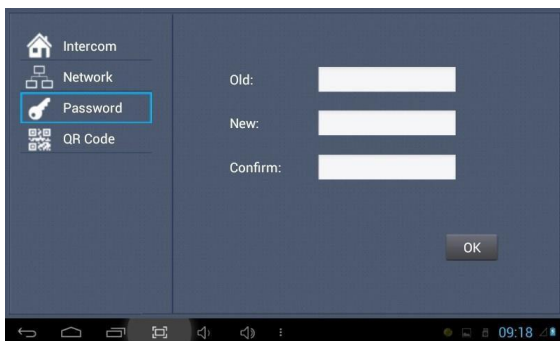 Intercom
Network
Password
QR Code
Old:
New:
Confirm:
OK
09:18